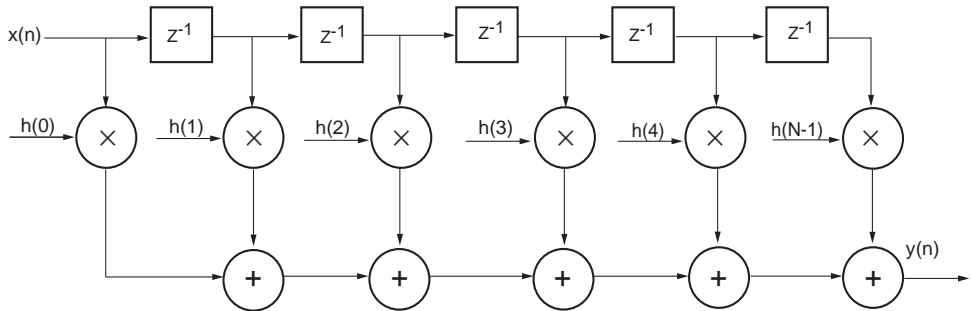 x(n) z⁻¹ z⁻¹ z⁻¹ z⁻¹ z⁻¹
h(0) × h(1) × h(2) × h(3) × h(4) × h(N-1) ×
+ + + + + y(n)